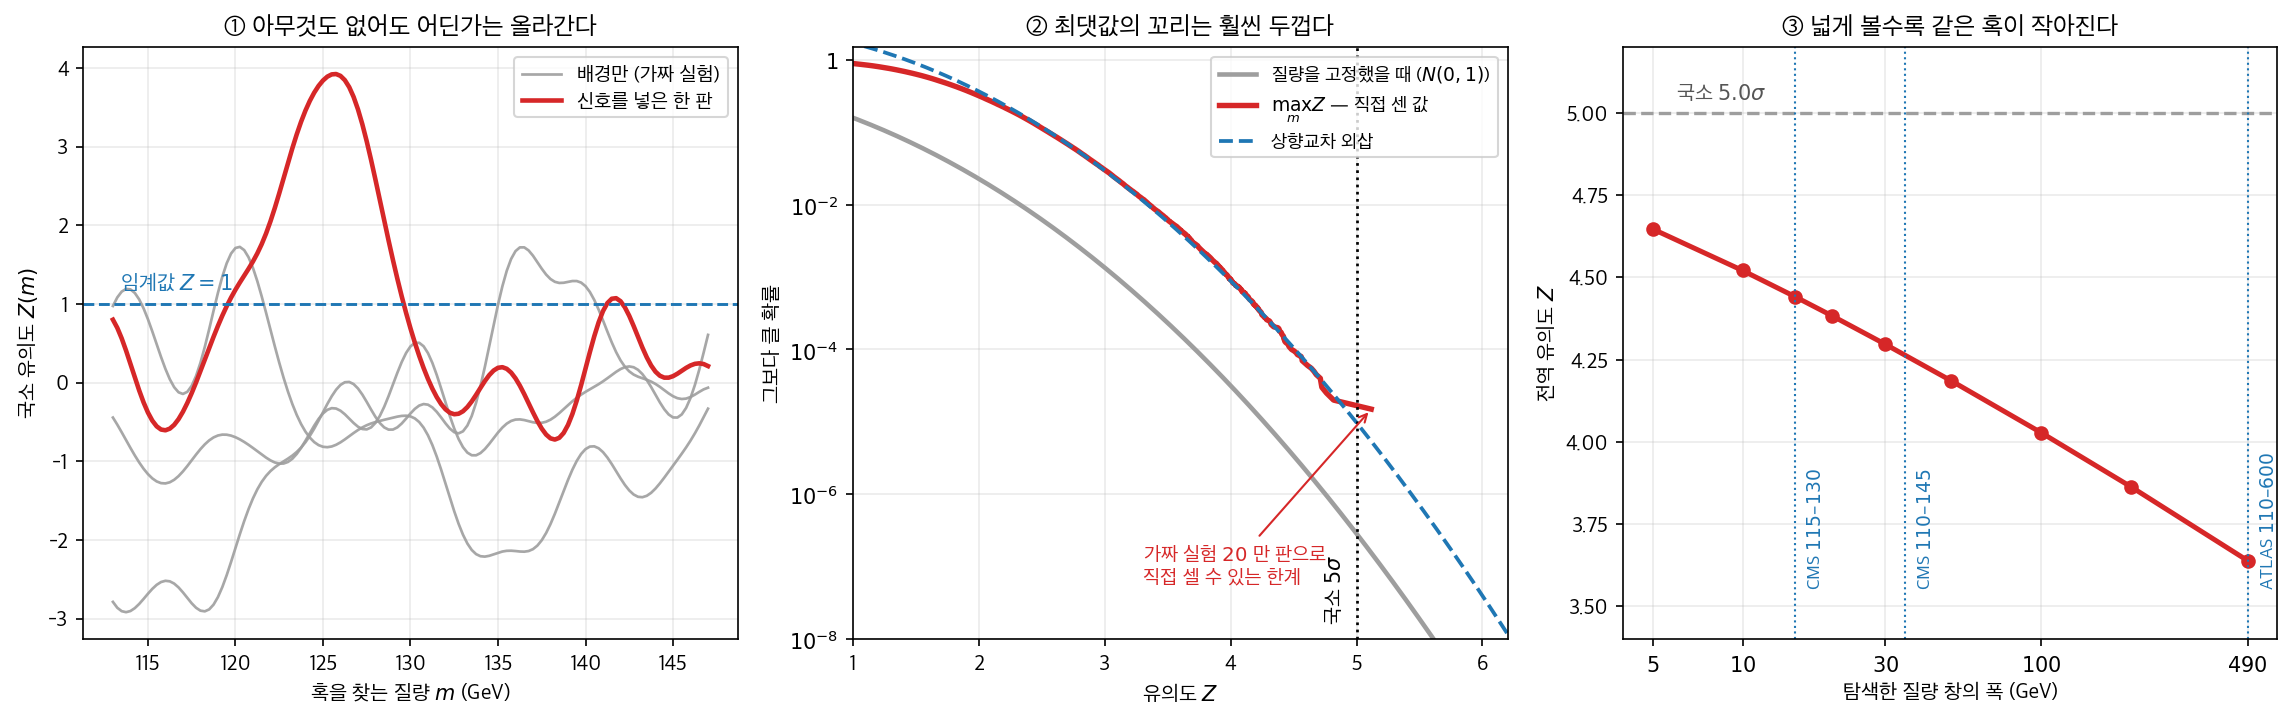 ① 아무것도 없어도 어딘가는 올라간다
국소 유의도 Z(m)
4
3
2
1
0
−1
−2
−3
배경만 (가짜 실험)
신호를 넣은 한 판
임계값 Z = 1
115
120
125
130
135
140
145
혹을 찾는 질량 m (GeV)
② 최댓값의 꼬리는 훨씬 두껍다
그보다 클 확률
1
10⁻²
10⁻⁴
10⁻⁶
10⁻⁸
질량을 고정했을 때 (N(0, 1))
max Z — 직접 센 값
m
상향교차 외삽
가짜 실험 20 만 판으로
직접 셀 수 있는 한계
국소 5σ
1
2
3
4
5
6
유의도 Z
③ 넓게 볼수록 같은 혹이 작아진다
전역 유의도 Z
5.00
4.75
4.50
4.25
4.00
3.75
3.50
국소 5.0σ
CMS 115–130
CMS 110–145
ATLAS 110–600
5
10
30
100
490
탐색한 질량 창의 폭 (GeV)